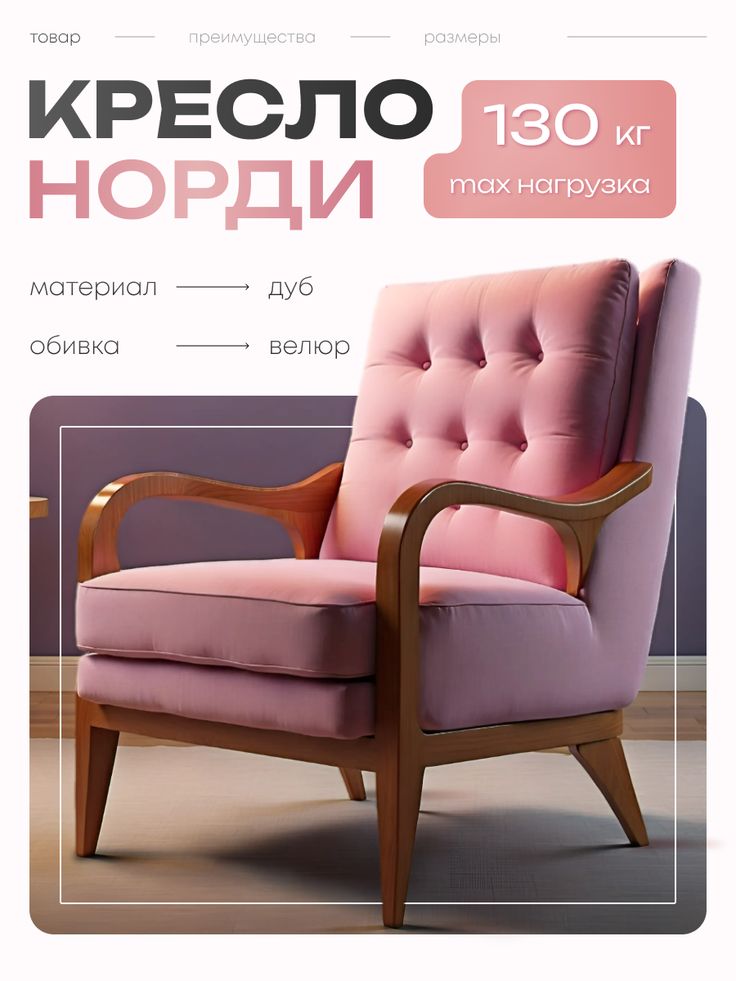 товар преимущества размеры
КРЕСЛО
НОРДИ
130 кг
max нагрузка
материал дуб
обивка велюр